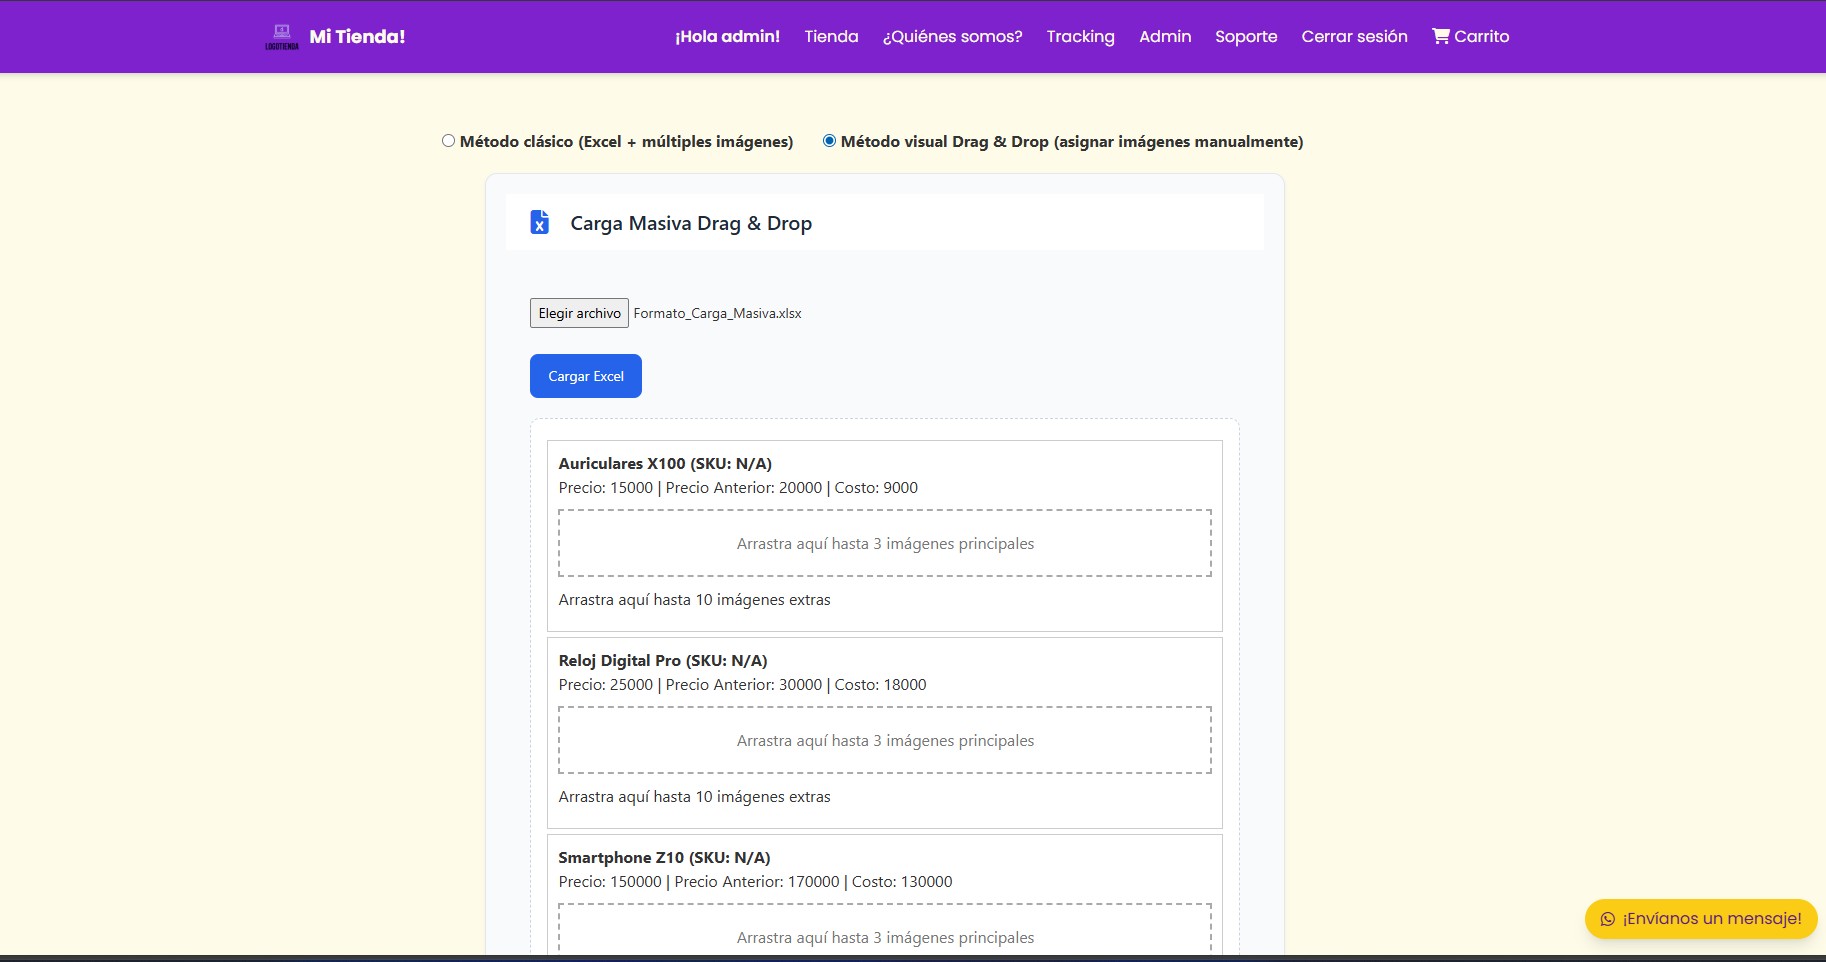 LOGOTIENDA
Mi Tienda!
¡Hola admin!
Tienda
¿Quiénes somos?
Tracking
Admin
Soporte
Cerrar sesión
Carrito
Método clásico (Excel + múltiples imágenes)
Método visual Drag & Drop (asignar imágenes manualmente)
Carga Masiva Drag & Drop
Elegir archivo Formato_Carga_Masiva.xlsx
Cargar Excel
Auriculares X100 (SKU: N/A)
Precio: 15000 | Precio Anterior: 20000 | Costo: 9000
Arrastra aquí hasta 3 imágenes principales
Arrastra aquí hasta 10 imágenes extras
Reloj Digital Pro (SKU: N/A)
Precio: 25000 | Precio Anterior: 30000 | Costo: 18000
Arrastra aquí hasta 3 imágenes principales
Arrastra aquí hasta 10 imágenes extras
Smartphone Z10 (SKU: N/A)
Precio: 150000 | Precio Anterior: 170000 | Costo: 130000
Arrastra aquí hasta 3 imágenes principales
¡Envíanos un mensaje!